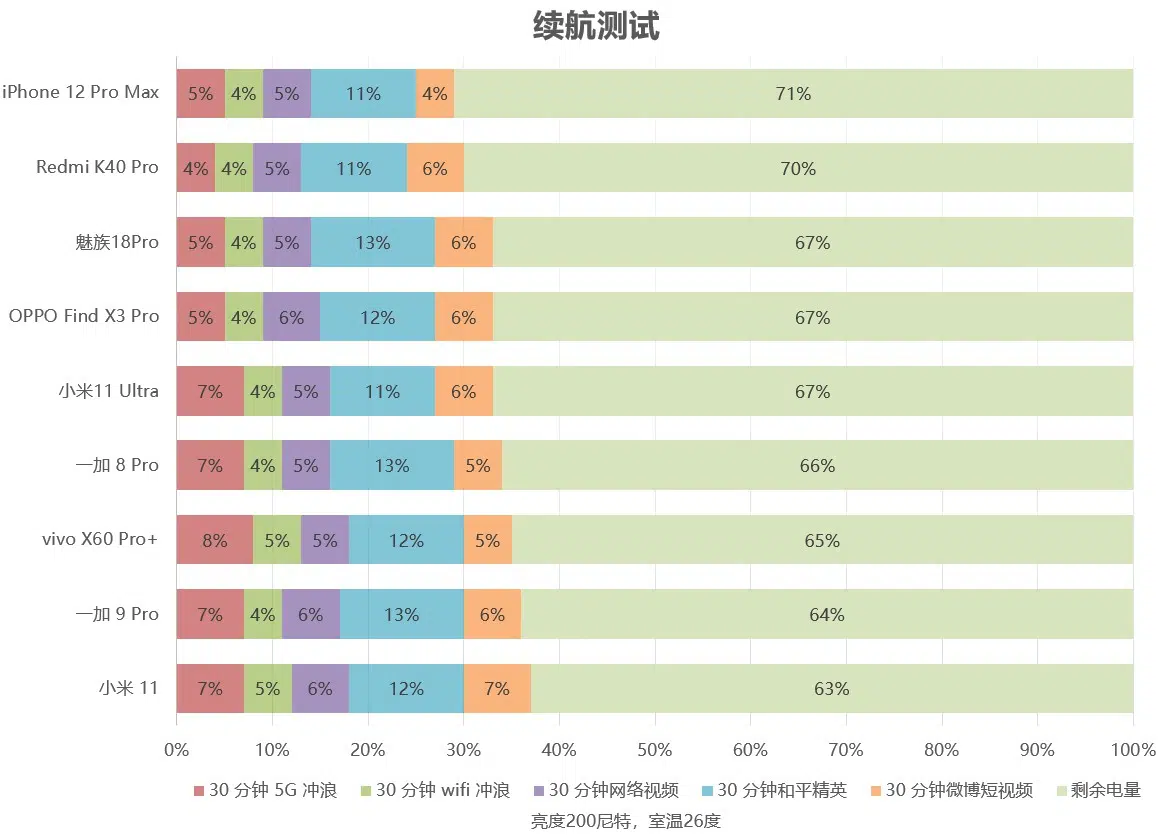 续航测试
iPhone 12 Pro Max 5% 4% 5% 11% 4% 71%
Redmi K40 Pro 4% 4% 5% 11% 6% 70%
魅族18Pro 5% 4% 5% 13% 6% 67%
OPPO Find X3 Pro 5% 4% 6% 12% 6% 67%
小米11 Ultra 7% 4% 5% 11% 6% 67%
一加 8 Pro 7% 4% 5% 13% 5% 66%
vivo X60 Pro+ 8% 5% 5% 12% 5% 65%
一加 9 Pro 7% 4% 6% 13% 6% 64%
小米 11 7% 5% 6% 12% 7% 63%
0% 10% 20% 30% 40% 50% 60% 70% 80% 90% 100%
30 分钟 5G 冲浪 30 分钟 wifi 冲浪 30 分钟网络视频 30 分钟和平精英 30 分钟微博短视频 剩余电量
亮度200尼特，室温26度